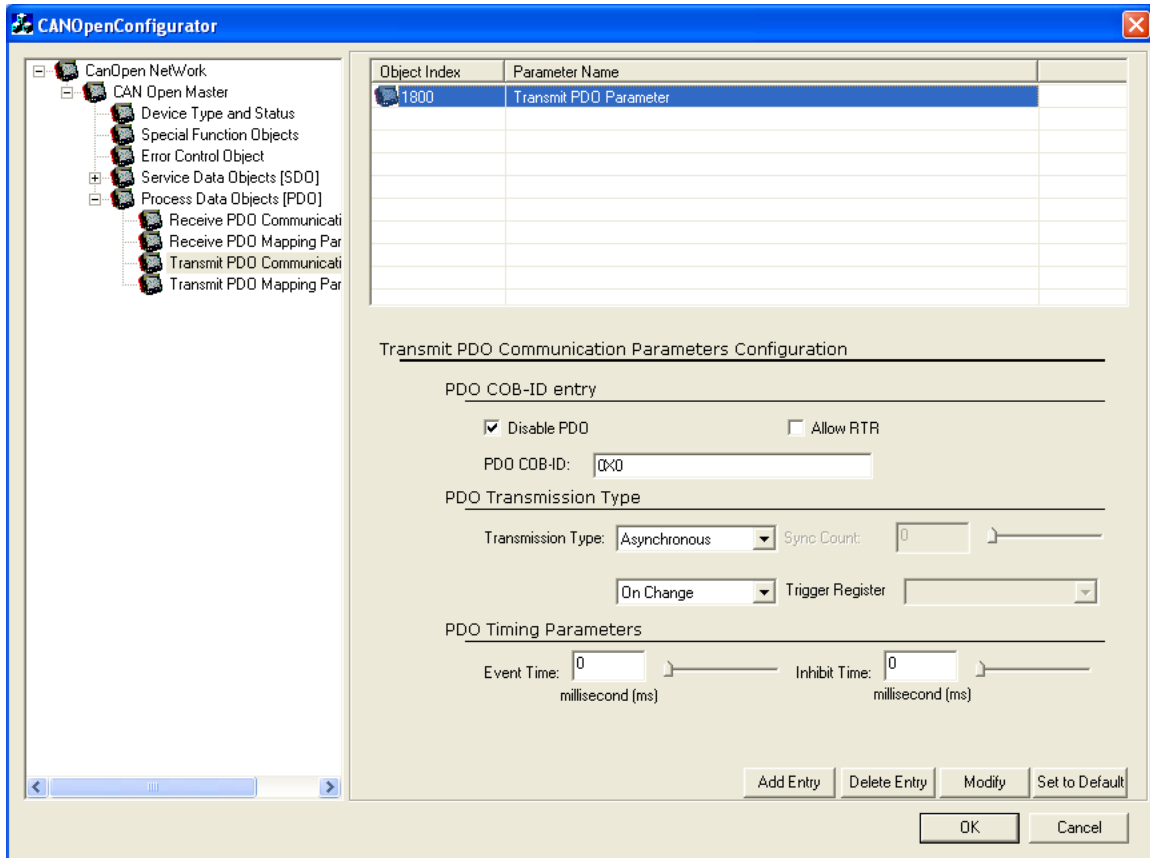 CANOpenConfigurator
CanOpen NetWork
CAN Open Master
Device Type and Status
Special Function Objects
Error Control Object
Service Data Objects [SDO]
Process Data Objects [PDO]
Receive PDO Communicati
Receive PDO Mapping Par
Transmit PDO Communicati
Transmit PDO Mapping Par
Object Index Parameter Name
1800 Transmit PDO Parameter
Transmit PDO Communication Parameters Configuration
PDO COB-ID entry
Disable PDO Allow RTR
PDO COB-ID: 0X0
PDO Transmission Type
Transmission Type: Asynchronous Sync Count: 0
On Change Trigger Register
PDO Timing Parameters
Event Time: 0 Inhibit Time: 0
millisecond (ms) millisecond (ms)
Add Entry Delete Entry Modify Set to Default
OK Cancel